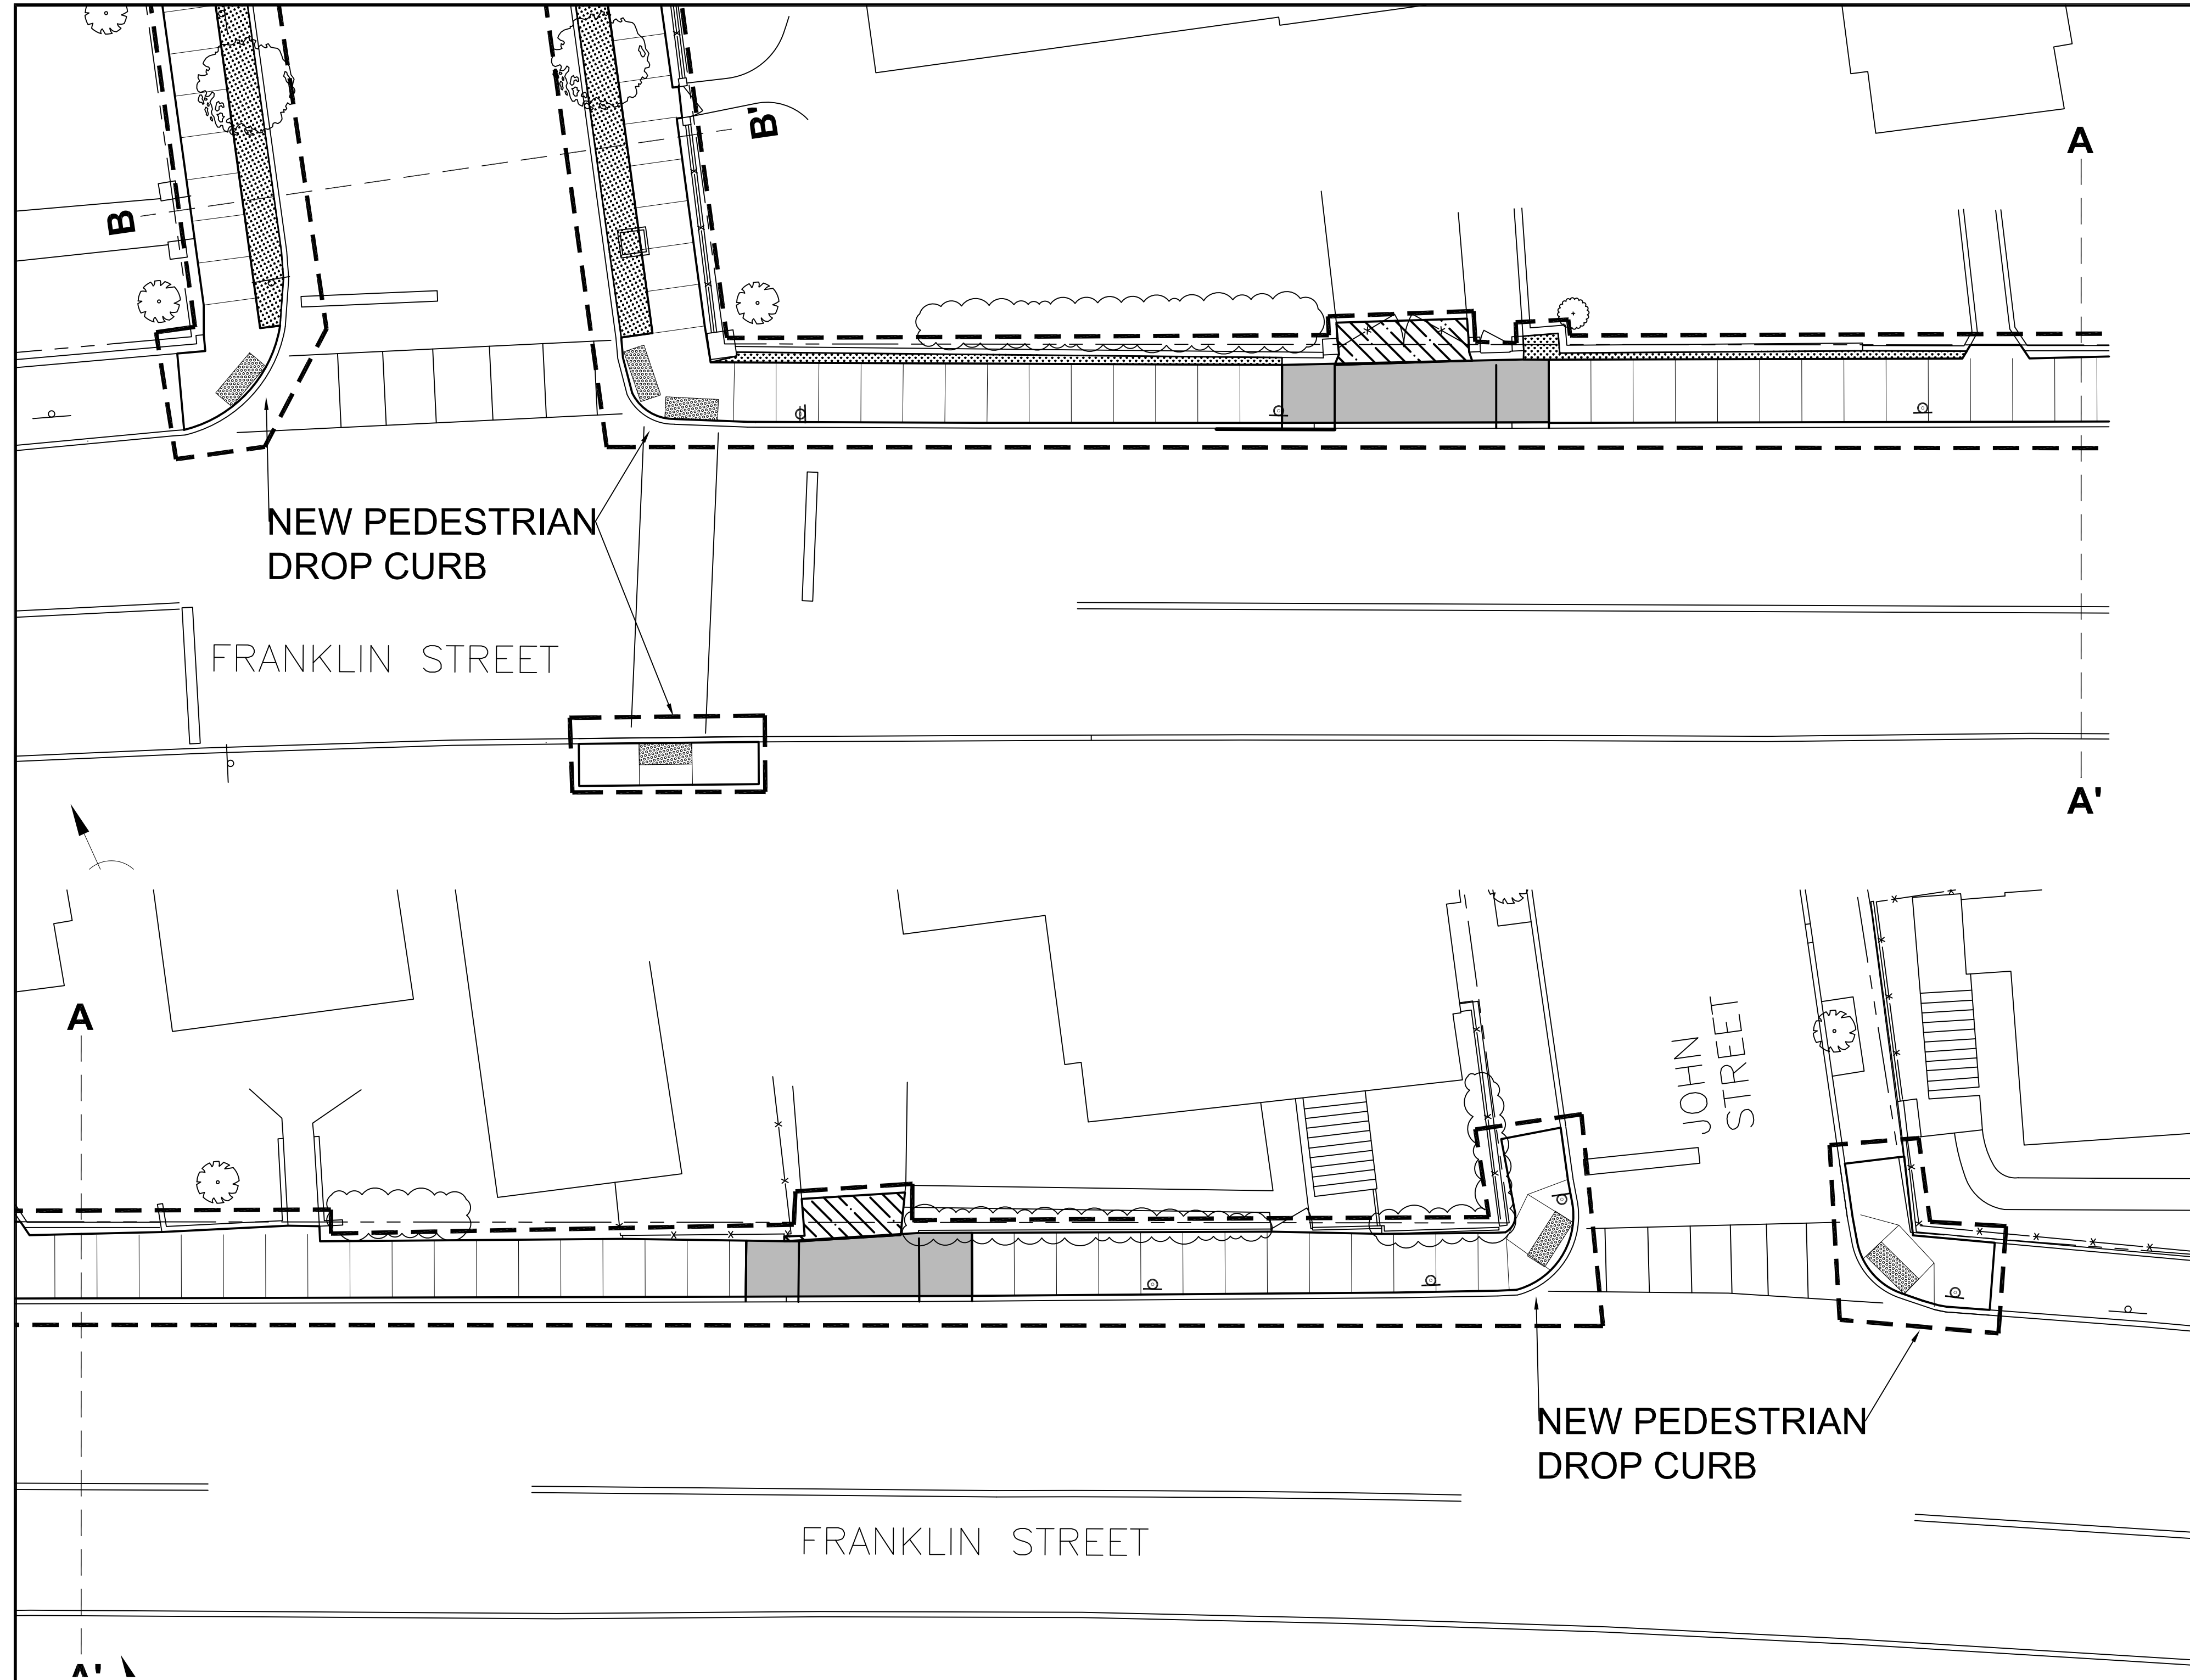 B
B'
A
NEW PEDESTRIAN
DROP CURB
FRANKLIN STREET
A'
A
JOHN
STREET
NEW PEDESTRIAN
DROP CURB
FRANKLIN STREET
A'